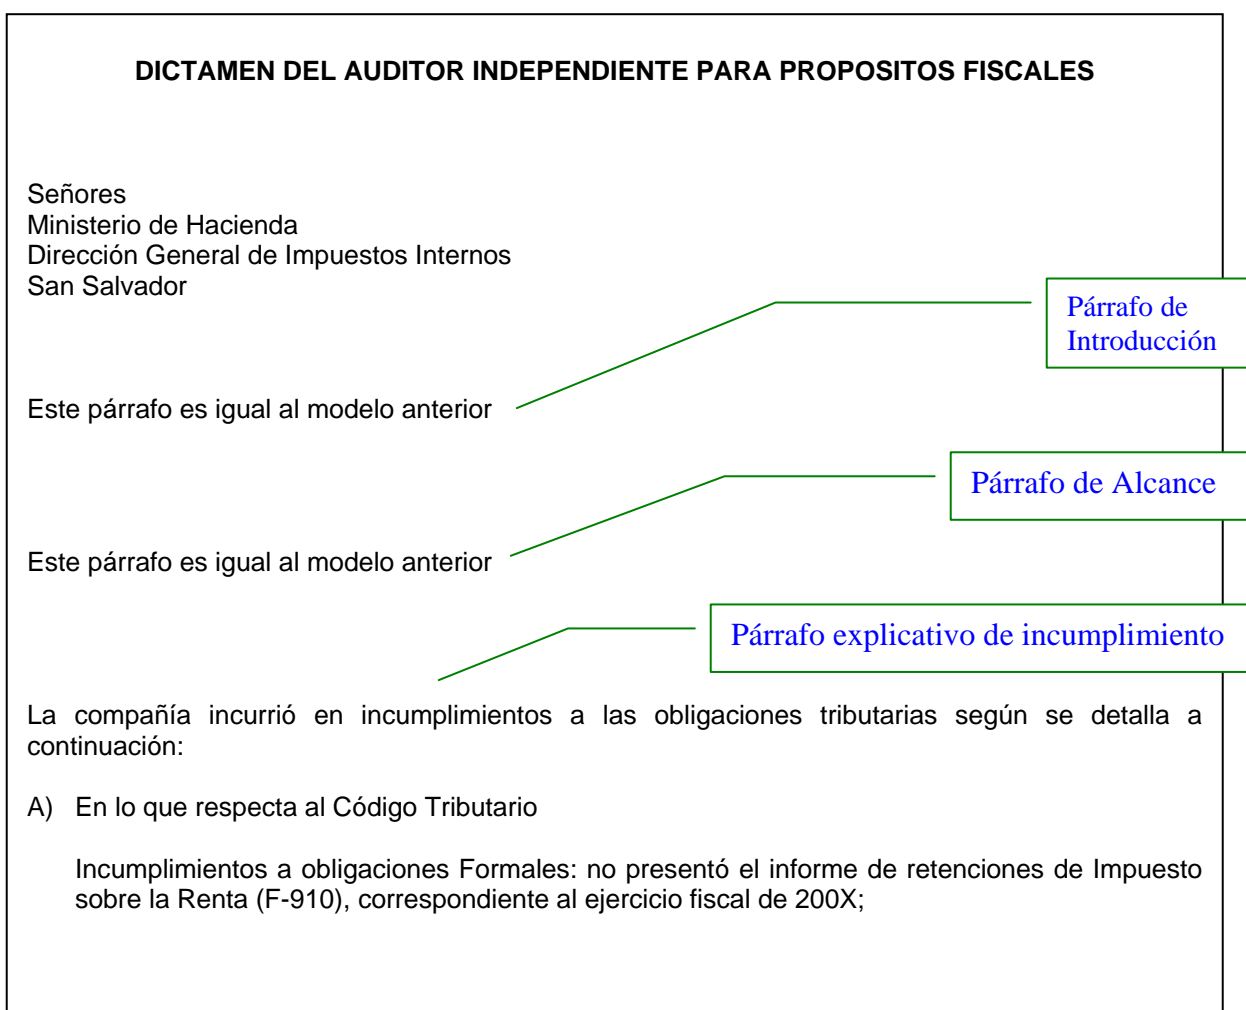 DICTAMEN DEL AUDITOR INDEPENDIENTE PARA PROPOSITOS FISCALES
Señores
Ministerio de Hacienda
Dirección General de Impuestos Internos
San Salvador
Párrafo de
Introducción
Este párrafo es igual al modelo anterior
Párrafo de Alcance
Este párrafo es igual al modelo anterior
Párrafo explicativo de incumplimiento
La compañía incurrió en incumplimientos a las obligaciones tributarias según se detalla a
continuación:
A) En lo que respecta al Código Tributario
Incumplimientos a obligaciones Formales: no presentó el informe de retenciones de Impuesto
sobre la Renta (F-910), correspondiente al ejercicio fiscal de 200X;